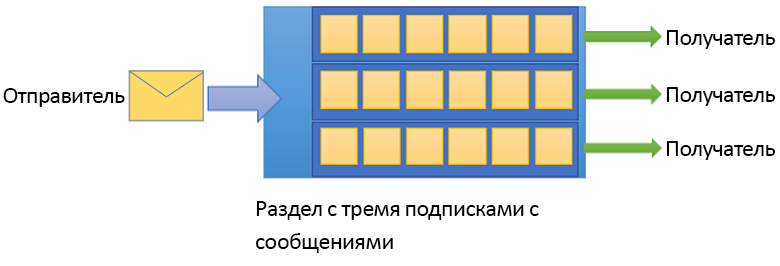 Отправитель
Получатель
Получатель
Получатель
Раздел с тремя подписками с
сообщениями